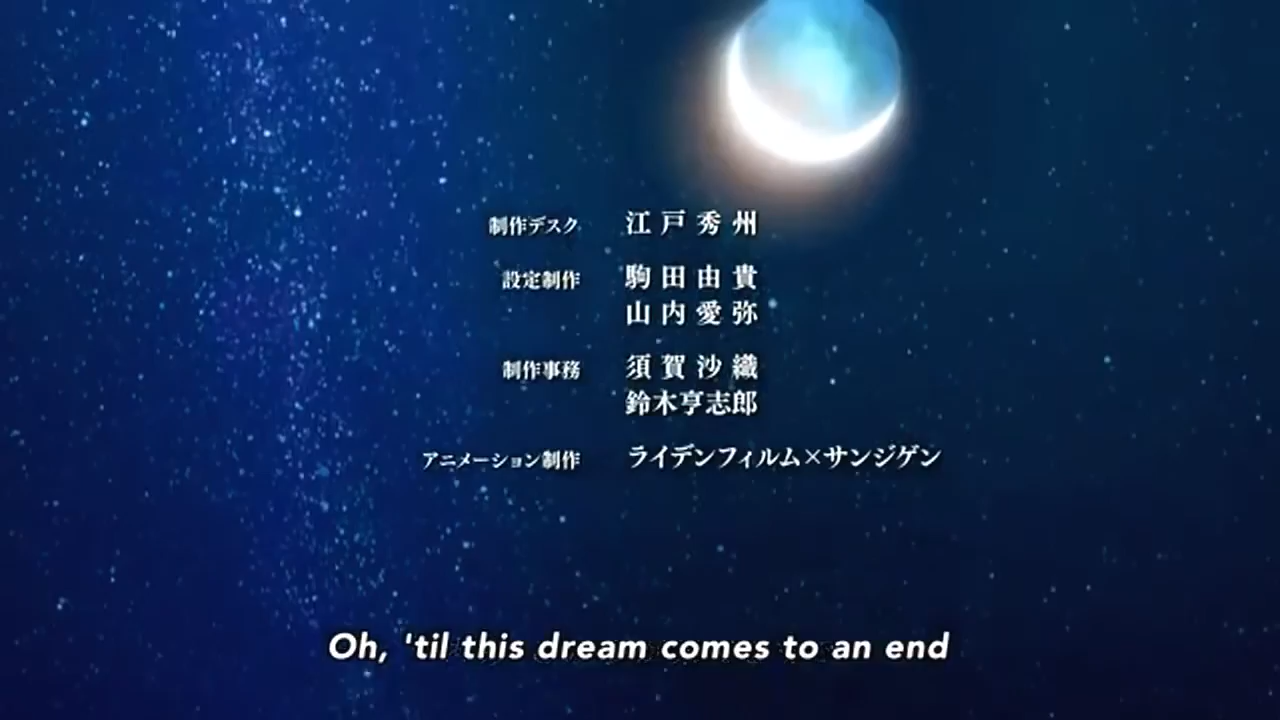 制作デスク 江戸秀州
設定制作 駒田由貴
山内愛弥
制作事務 須賀沙織
鈴木亨志郎
アニメーション制作 ライデンフィルム×サンジゲン
Oh, 'til this dream comes to an end